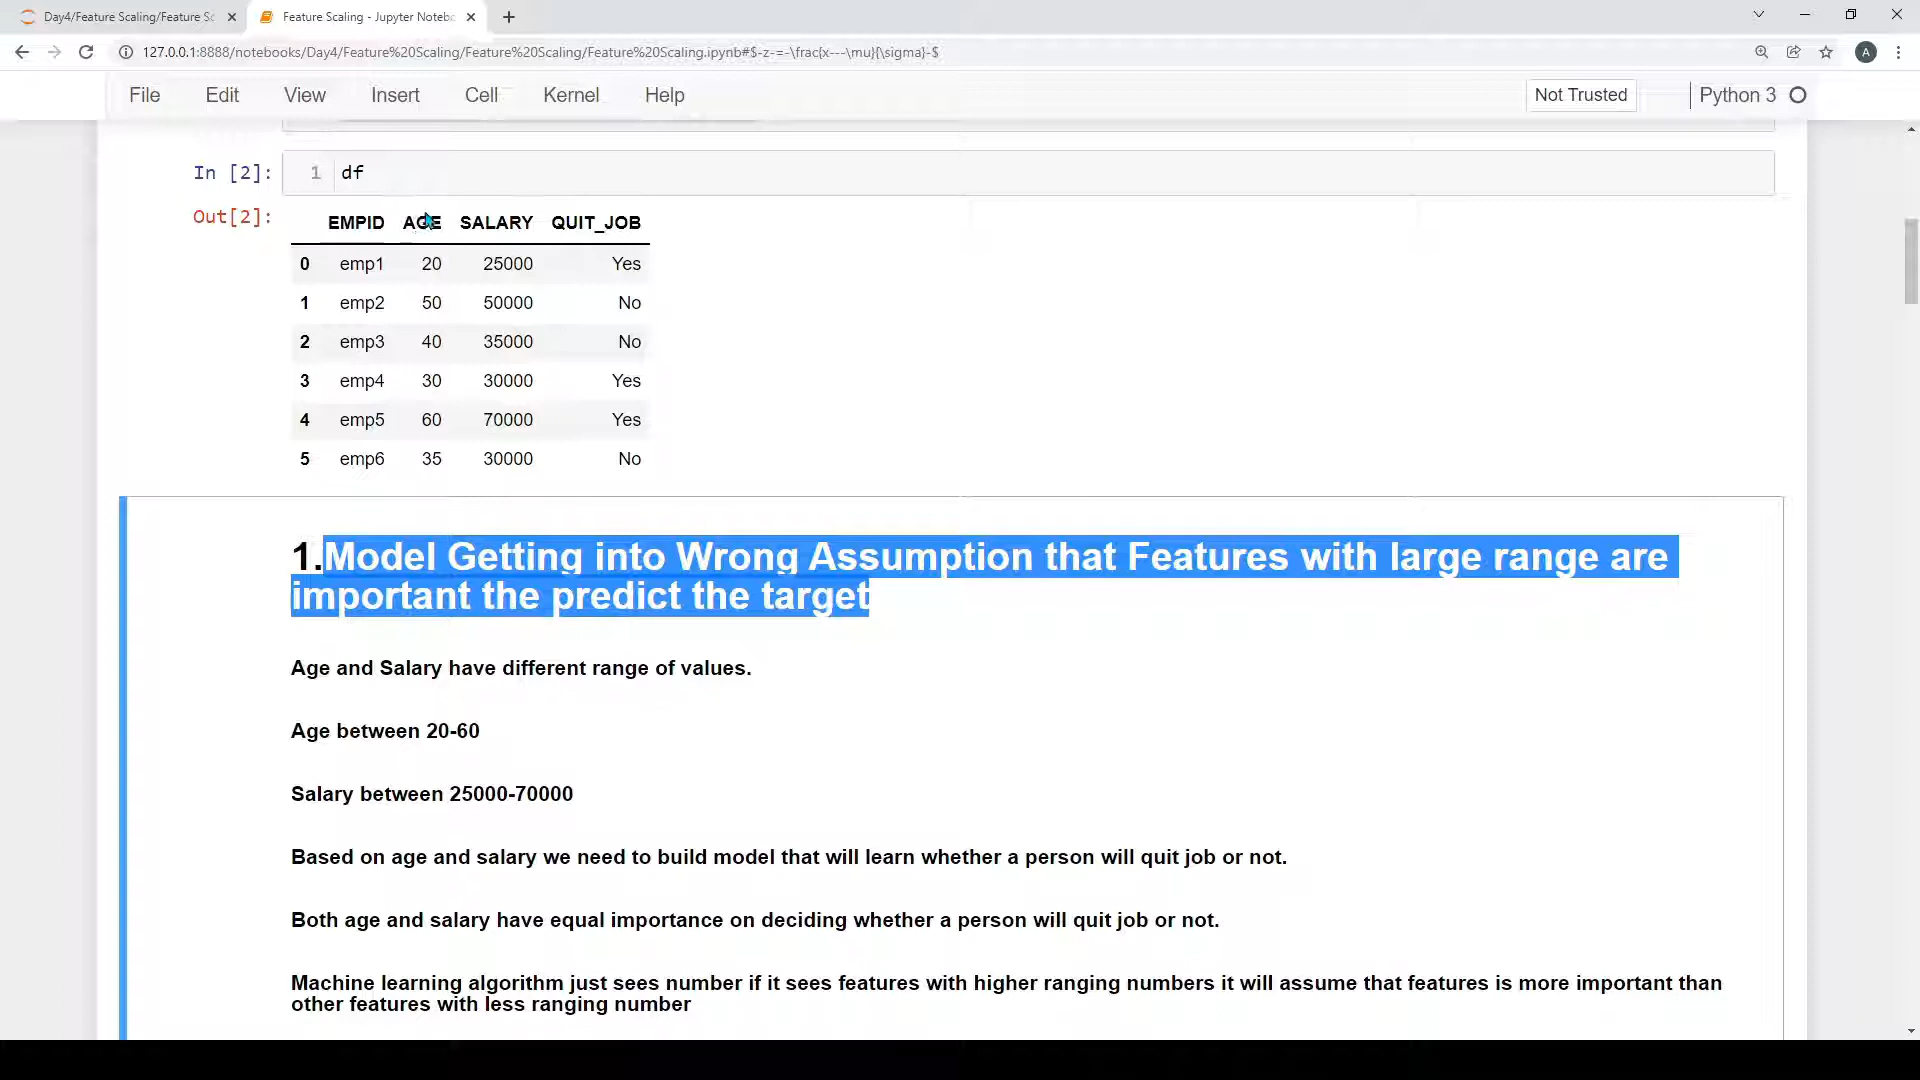 Day4/Feature Scaling/Feature Sc
Feature Scaling - Jupyter Notebo
127.0.0.1:8888/notebooks/Day4/Feature%20Scaling/Feature%20Scaling/Feature%20Scaling.ipynb#$-z-=-\frac{x---\mu}{\sigma}-$
A
File Edit View Insert Cell Kernel Help Not Trusted Python 3
In [2]: 1 df
Out[2]:
EMPID AGE SALARY QUIT_JOB
0 emp1 20 25000 Yes
1 emp2 50 50000 No
2 emp3 40 35000 No
3 emp4 30 30000 Yes
4 emp5 60 70000 Yes
5 emp6 35 30000 No
1.Model Getting into Wrong Assumption that Features with large range are
important the predict the target
Age and Salary have different range of values.
Age between 20-60
Salary between 25000-70000
Based on age and salary we need to build model that will learn whether a person will quit job or not.
Both age and salary have equal importance on deciding whether a person will quit job or not.
Machine learning algorithm just sees number if it sees features with higher ranging numbers it will assume that features is more important than
other features with less ranging number